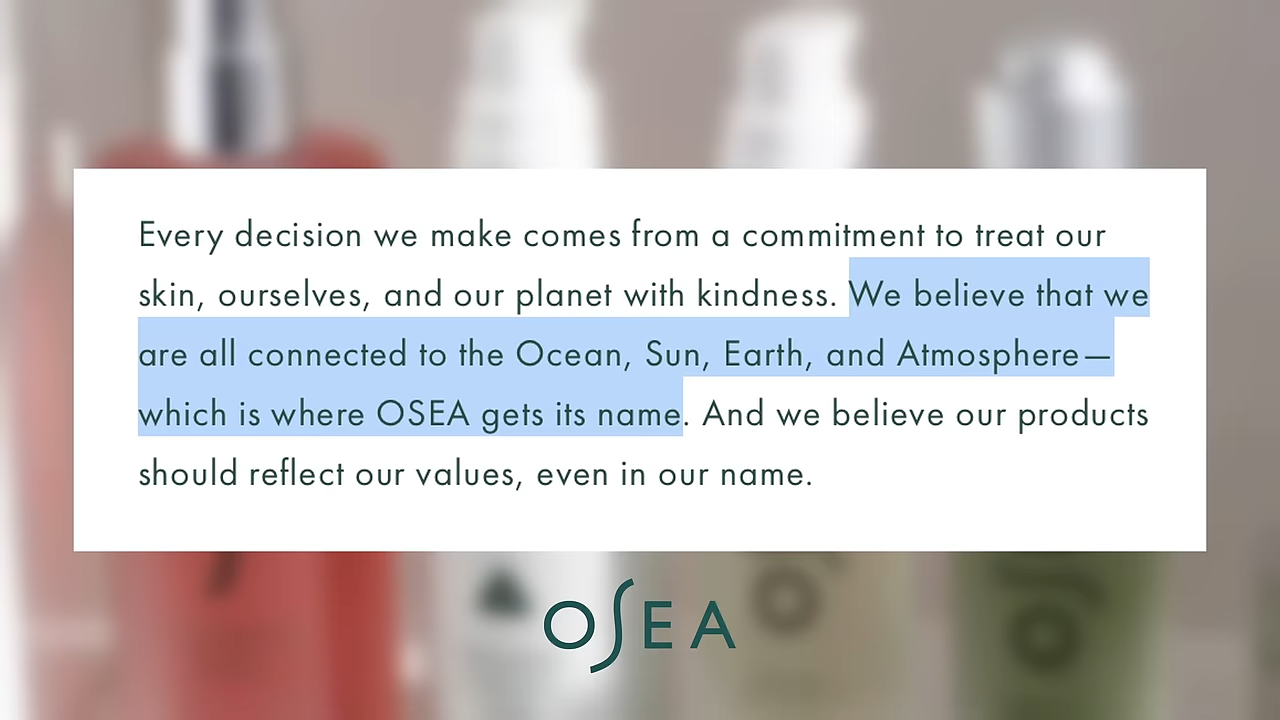 Every decision we make comes from a commitment to treat our
skin, ourselves, and our planet with kindness. We believe that we
are all connected to the Ocean, Sun, Earth, and Atmosphere—
which is where OSEA gets its name. And we believe our products
should reflect our values, even in our name.
OSEA